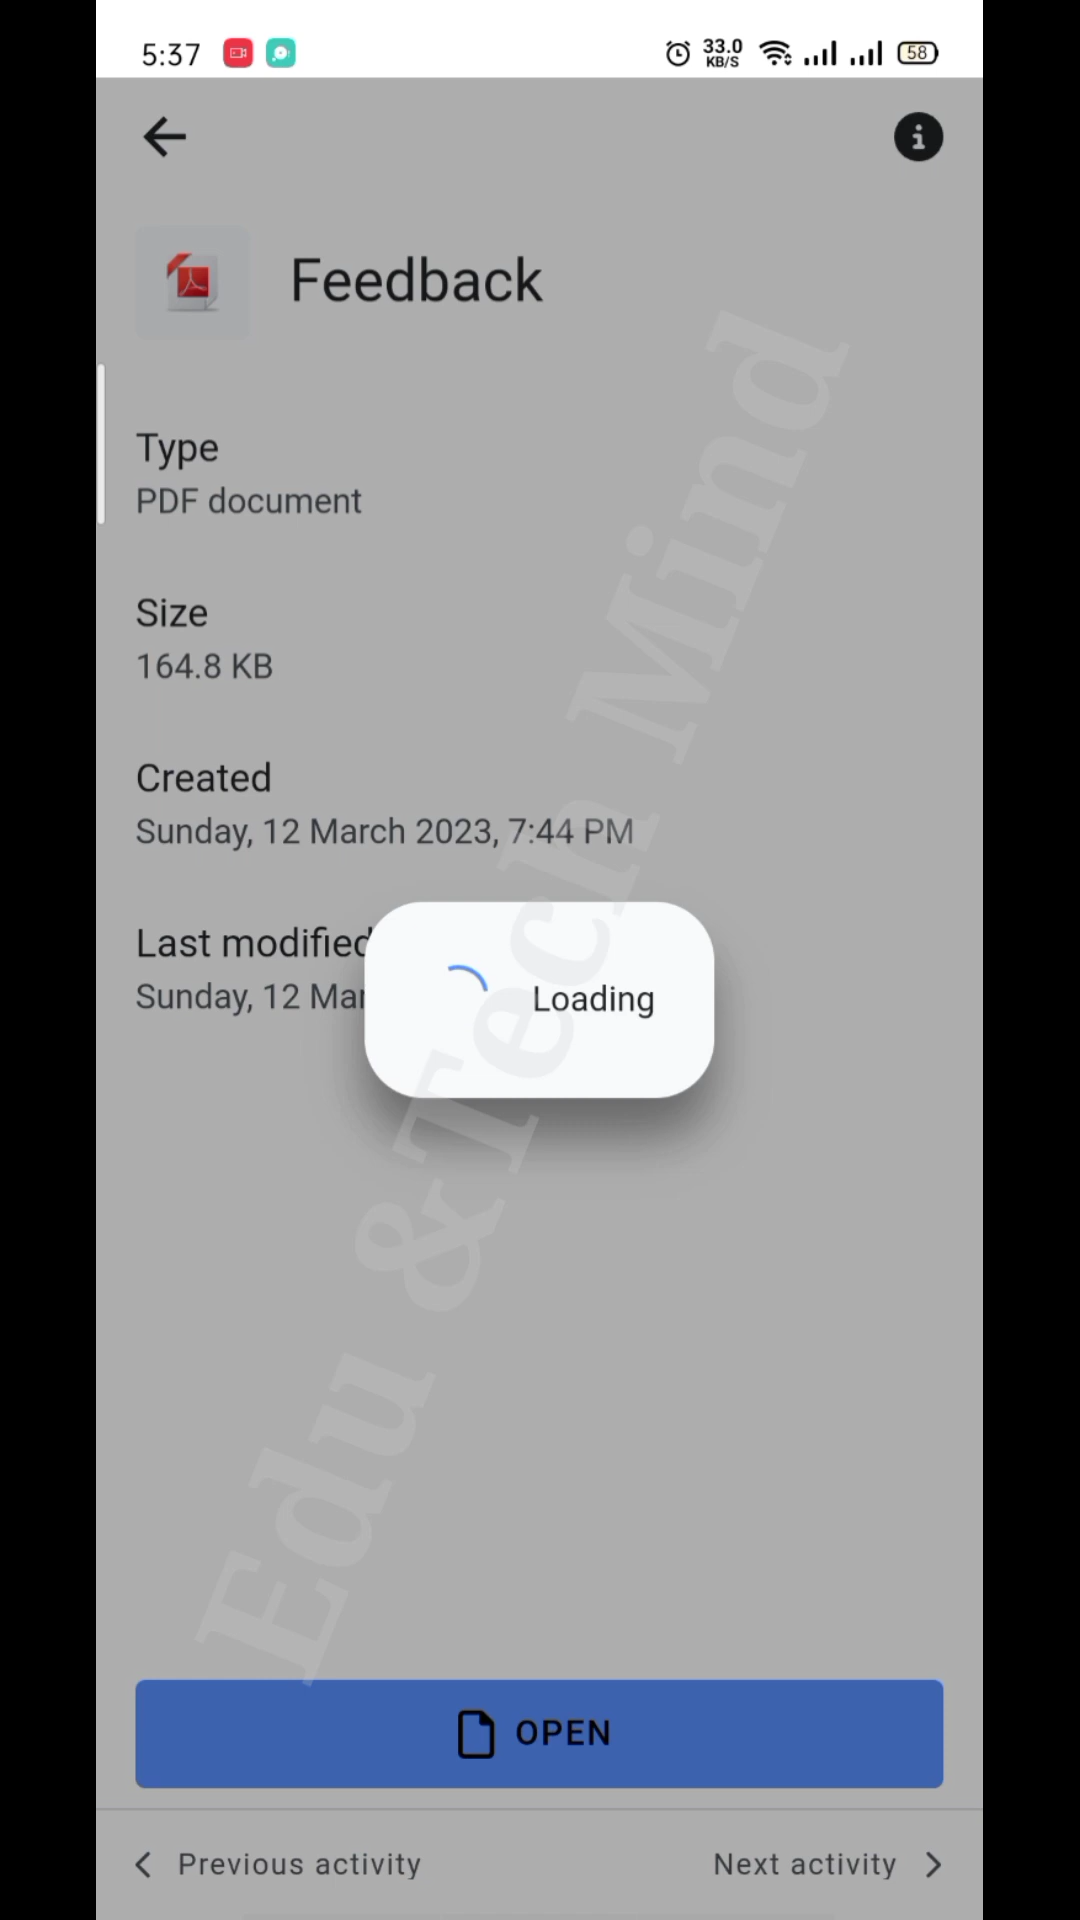 5:37
33.0
KB/S
58
Feedback
Type
PDF document
Size
164.8 KB
Created
Sunday, 12 March 2023, 7:44 PM
Last modified
Sunday, 12 Mar
Loading
Edu &Tech Mind
OPEN
Previous activity
Next activity